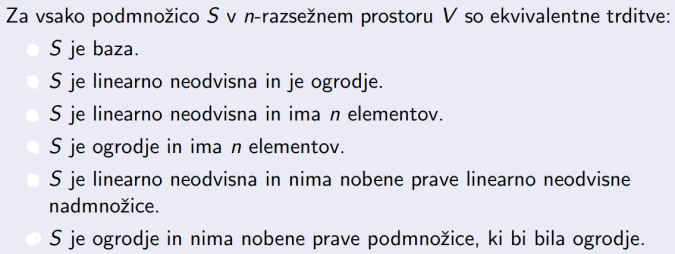 Za vsako podmnožico S v n-razsežnem prostoru V so ekvivalentne trditve:
S je baza.
S je linearno neodvisna in je ogrodje.
S je linearno neodvisna in ima n elementov.
S je ogrodje in ima n elementov.
S je linearno neodvisna in nima nobene prave linearno neodvisne
nadmnožice.
S je ogrodje in nima nobene prave podmnožice, ki bi bila ogrodje.